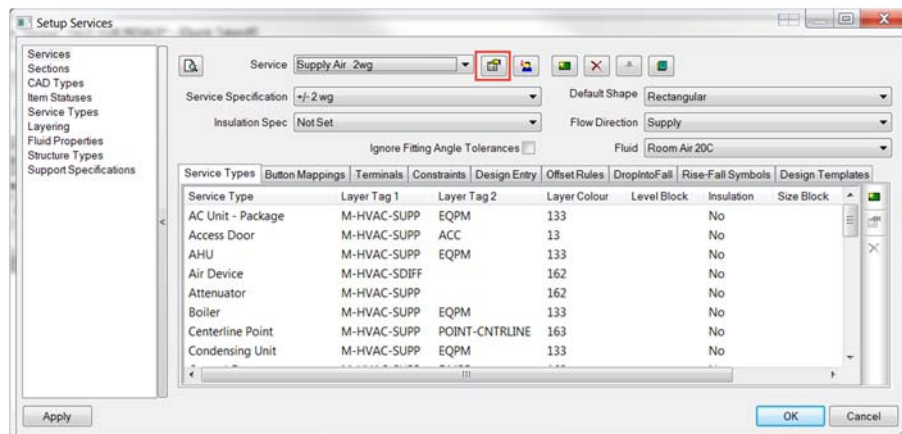 Setup Services
Services
Sections
CAD Types
Item Statuses
Service Types
Layering
Fluid Properties
Structure Types
Support Specifications
Service Supply Air 2wg
Service Specification +/- 2 wg Default Shape Rectangular
Insulation Spec Not Set Flow Direction Supply
Ignore Fitting Angle Tolerances Fluid Room Air 20C
Service Types Button Mappings Terminals Constraints Design Entry Offset Rules DropIntoFall Rise-Fall Symbols Design Templates
Service Type Layer Tag 1 Layer Tag 2 Layer Colour Level Block Insulation Size Block
AC Unit - Package M-HVAC-SUPP EQPM 133 No
Access Door M-HVAC-SUPP ACC 13 No
AHU M-HVAC-SUPP EQPM 133 No
Air Device M-HVAC-SDIFF 162 No
Attenuator M-HVAC-SUPP 162 No
Boiler M-HVAC-SUPP EQPM 133 No
Centerline Point M-HVAC-SUPP POINT-CNTRLINE 163 No
Condensing Unit M-HVAC-SUPP EQPM 133 No
Apply OK Cancel